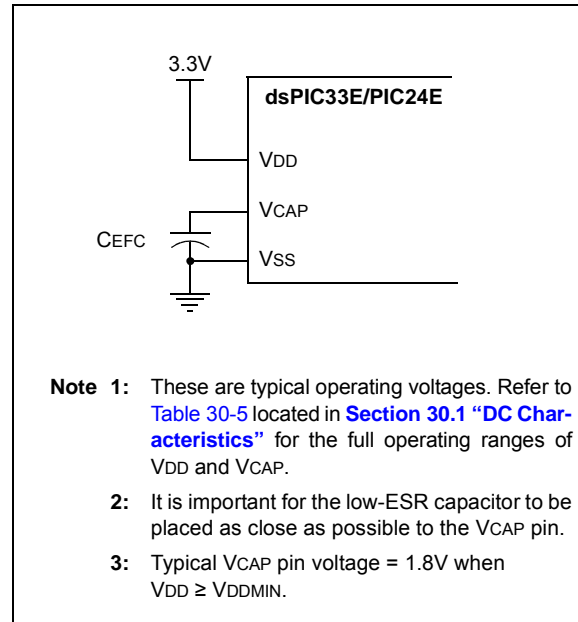 3.3V
dsPIC33E/PIC24E
VDD
VCAP
CEFC
VSS
Note 1: These are typical operating voltages. Refer to
Table 30-5 located in Section 30.1 “DC Char-
acteristics” for the full operating ranges of
VDD and VCAP.
2: It is important for the low-ESR capacitor to be
placed as close as possible to the VCAP pin.
3: Typical VCAP pin voltage = 1.8V when
VDD ≥ VDDMIN.